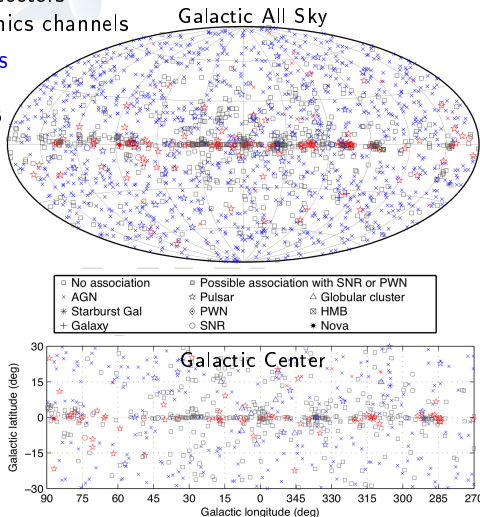 Galactic All Sky
nics channels
s
No association
Possible association with SNR or PWN
AGN
Pulsar
Globular cluster
Starburst Gal
PWN
HMB
Galaxy
SNR
Nova
Galactic Center
Galactic latitude (deg)
30
15
0
−15
−30
90 75 60 45 30 15 0 345 330 315 300 285 270
Galactic longitude (deg)